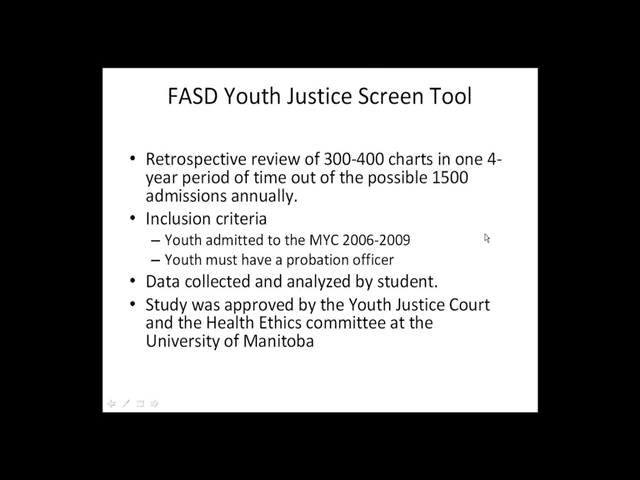 FASD Youth Justice Screen Tool
• Retrospective review of 300-400 charts in one 4-
year period of time out of the possible 1500
admissions annually.
• Inclusion criteria
– Youth admitted to the MYC 2006-2009
– Youth must have a probation officer
• Data collected and analyzed by student.
• Study was approved by the Youth Justice Court
and the Health Ethics committee at the
University of Manitoba